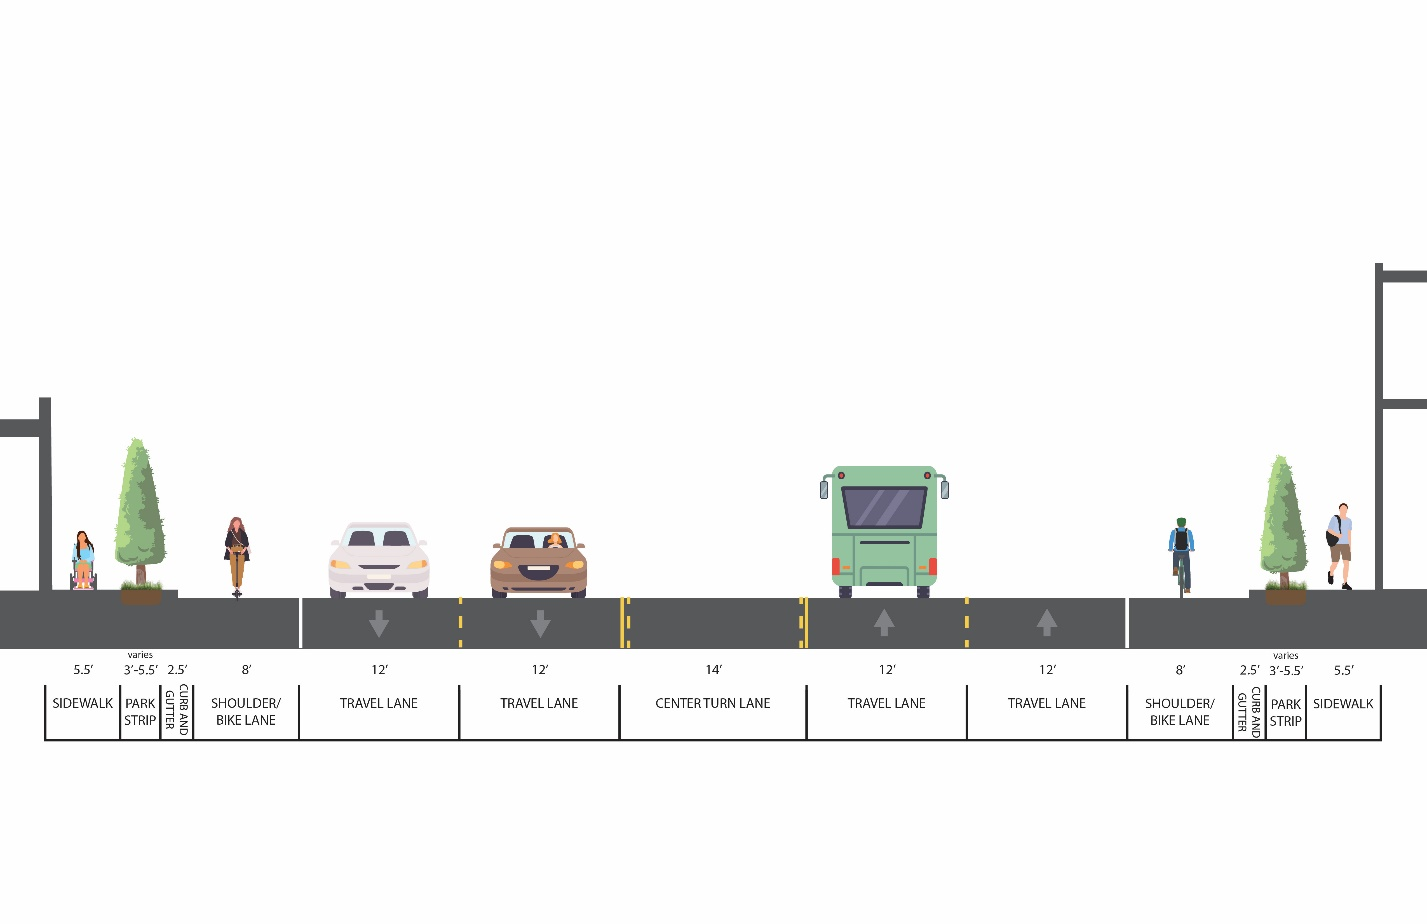 varies
varies
5.5’ 3’-5.5’ 2.5’ 8’ 12’ 12’ 14’ 12’ 12’ 8’ 2.5’ 3’-5.5’ 5.5’
SIDEWALK
PARK
STRIP
CURB AND
GUTTER
SHOULDER/
BIKE LANE
TRAVEL LANE
TRAVEL LANE
CENTER TURN LANE
TRAVEL LANE
TRAVEL LANE
SHOULDER/
BIKE LANE
CURB AND
GUTTER
PARK
STRIP
SIDEWALK